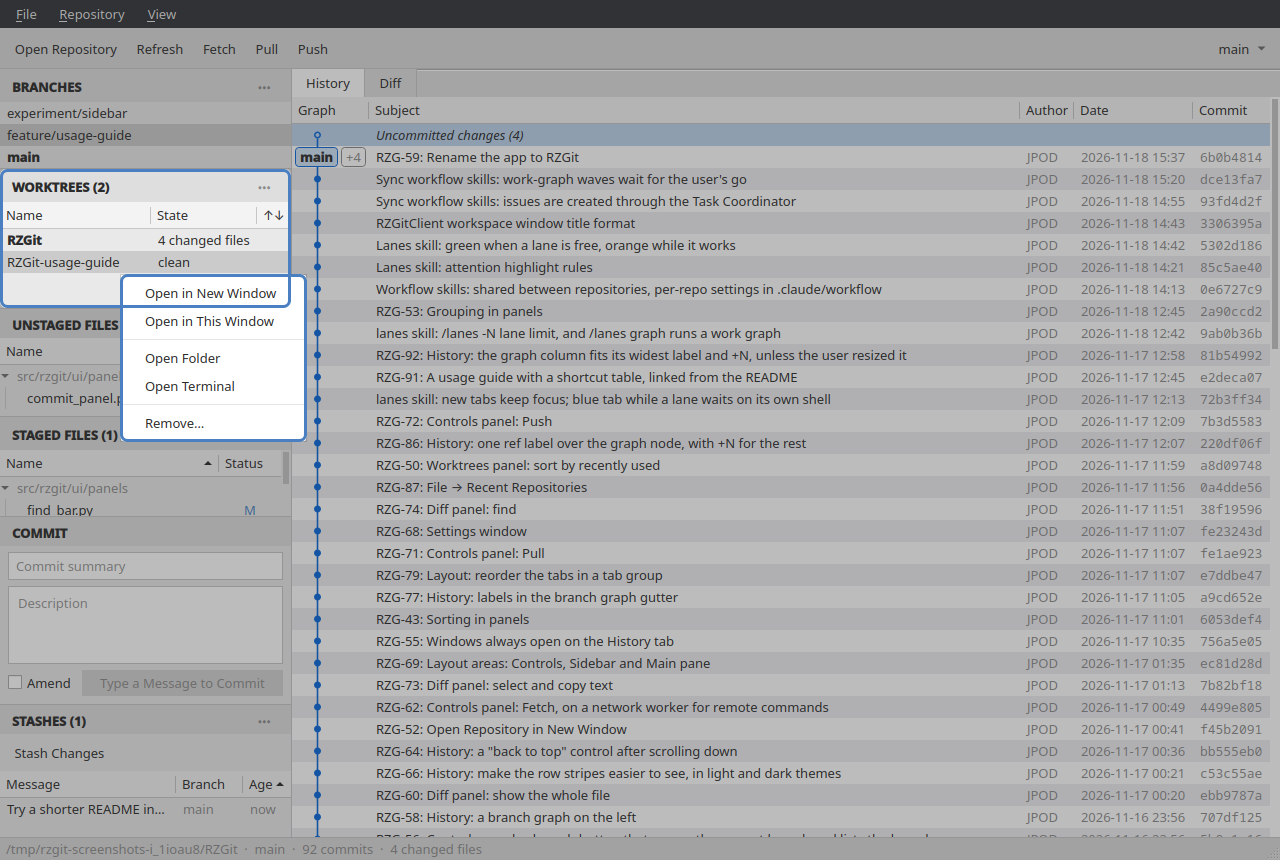 File Repository View
Open Repository Refresh Fetch Pull Push main
BRANCHES ...
experiment/sidebar
feature/usage-guide
main
WORKTREES (2) ...
Name State ↑↓
RZGit 4 changed files
RZGit-usage-guide clean
Open in New Window
Open in This Window
Open Folder
Open Terminal
Remove...
UNSTAGED FILES
Name
src/rzgit/ui/panel
commit_panel.p
STAGED FILES (1)
Name Status
src/rzgit/ui/panels
find_bar.py M
COMMIT
Commit summary
Description
Amend Type a Message to Commit
STASHES (1) ...
Stash Changes
Message Branch Age
Try a shorter README in... main now
History Diff
Graph Subject Author Date Commit
Uncommitted changes (4)
main +4 RZG-59: Rename the app to RZGit JPOD 2026-11-18 15:37 6b0b4814
Sync workflow skills: work-graph waves wait for the user's go JPOD 2026-11-18 15:20 dce13fa7
Sync workflow skills: issues are created through the Task Coordinator JPOD 2026-11-18 14:55 93fd4d2f
RZGitClient workspace window title format JPOD 2026-11-18 14:43 3306395a
Lanes skill: green when a lane is free, orange while it works JPOD 2026-11-18 14:42 5302d186
Lanes skill: attention highlight rules JPOD 2026-11-18 14:21 85c5ae40
Workflow skills: shared between repositories, per-repo settings in .claude/workflow JPOD 2026-11-18 14:13 0e6727c9
RZG-53: Grouping in panels JPOD 2026-11-18 12:45 2a90ccd2
lanes skill: /lanes -N lane limit, and /lanes graph runs a work graph JPOD 2026-11-18 12:42 9ab0b36b
RZG-92: History: the graph column fits its widest label and +N, unless the user resized it JPOD 2026-11-17 12:58 81b54992
RZG-91: A usage guide with a shortcut table, linked from the README JPOD 2026-11-17 12:45 e2deca07
lanes skill: new tabs keep focus; blue tab while a lane waits on its own shell JPOD 2026-11-17 12:13 72b3ff34
RZG-72: Controls panel: Push JPOD 2026-11-17 12:09 7b3d5583
RZG-86: History: one ref label over the graph node, with +N for the rest JPOD 2026-11-17 12:07 220df06f
RZG-50: Worktrees panel: sort by recently used JPOD 2026-11-17 11:59 a8d09748
RZG-87: File → Recent Repositories JPOD 2026-11-17 11:56 0a4dde56
RZG-74: Diff panel: find JPOD 2026-11-17 11:51 38f19596
RZG-68: Settings window JPOD 2026-11-17 11:07 fe23243d
RZG-71: Controls panel: Pull JPOD 2026-11-17 11:07 fe1ae923
RZG-79: Layout: reorder the tabs in a tab group JPOD 2026-11-17 11:07 e7ddbe47
RZG-77: History: labels in the branch graph gutter JPOD 2026-11-17 11:05 a9cd652e
RZG-43: Sorting in panels JPOD 2026-11-17 11:01 6053def4
RZG-55: Windows always open on the History tab JPOD 2026-11-17 10:35 756a5e05
RZG-69: Layout areas: Controls, Sidebar and Main pane JPOD 2026-11-17 01:35 ec81d28d
RZG-73: Diff panel: select and copy text JPOD 2026-11-17 01:13 7b82bf18
RZG-62: Controls panel: Fetch, on a network worker for remote commands JPOD 2026-11-17 00:49 4499e805
RZG-52: Open Repository in New Window JPOD 2026-11-17 00:41 f45b2091
RZG-64: History: a "back to top" control after scrolling down JPOD 2026-11-17 00:36 bb555eb0
RZG-66: History: make the row stripes easier to see, in light and dark themes JPOD 2026-11-17 00:21 c53c55ae
RZG-60: Diff panel: show the whole file JPOD 2026-11-17 00:20 ebb9787a
RZG-58: History: a branch graph on the left JPOD 2026-11-16 23:56 707df125
/tmp/rzgit-screenshots-i_1ioau8/RZGit · main · 92 commits · 4 changed files